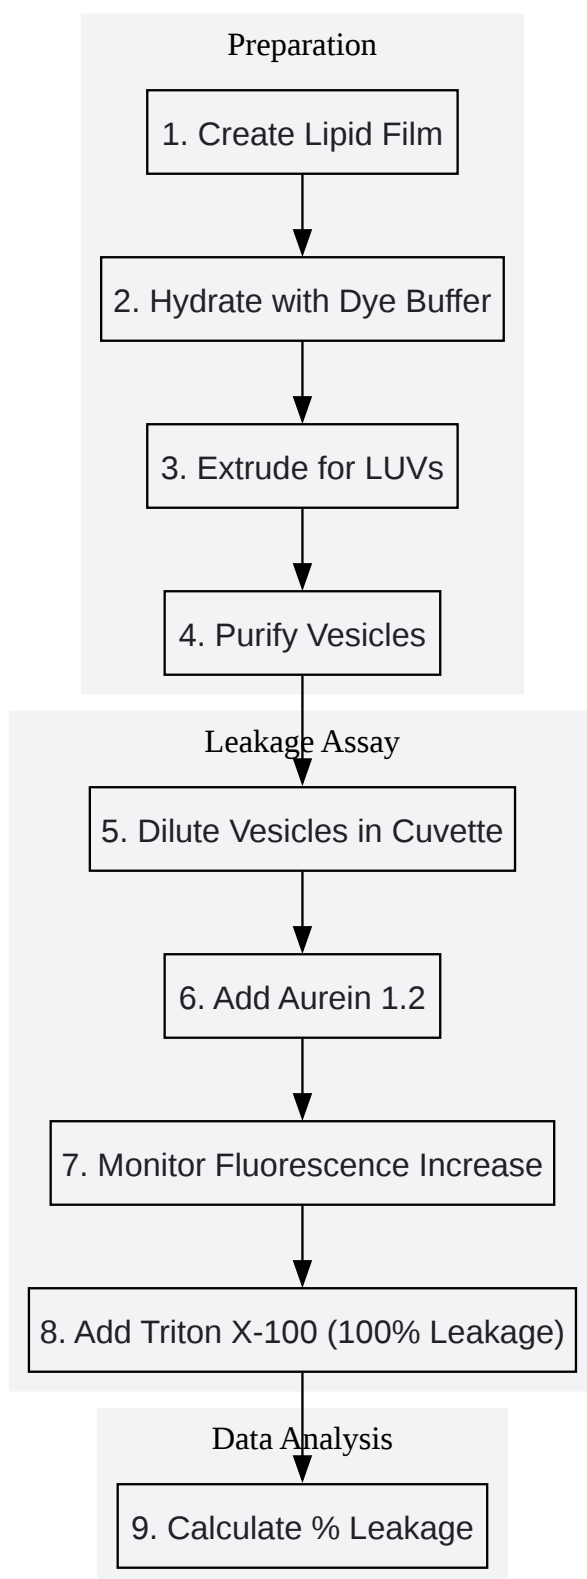 Preparation
1. Create Lipid Film
2. Hydrate with Dye Buffer
3. Extrude for LUVs
4. Purify Vesicles
Leakage Assay
5. Dilute Vesicles in Cuvette
6. Add Aurein 1.2
7. Monitor Fluorescence Increase
8. Add Triton X-100 (100% Leakage)
Data Analysis
9. Calculate % Leakage